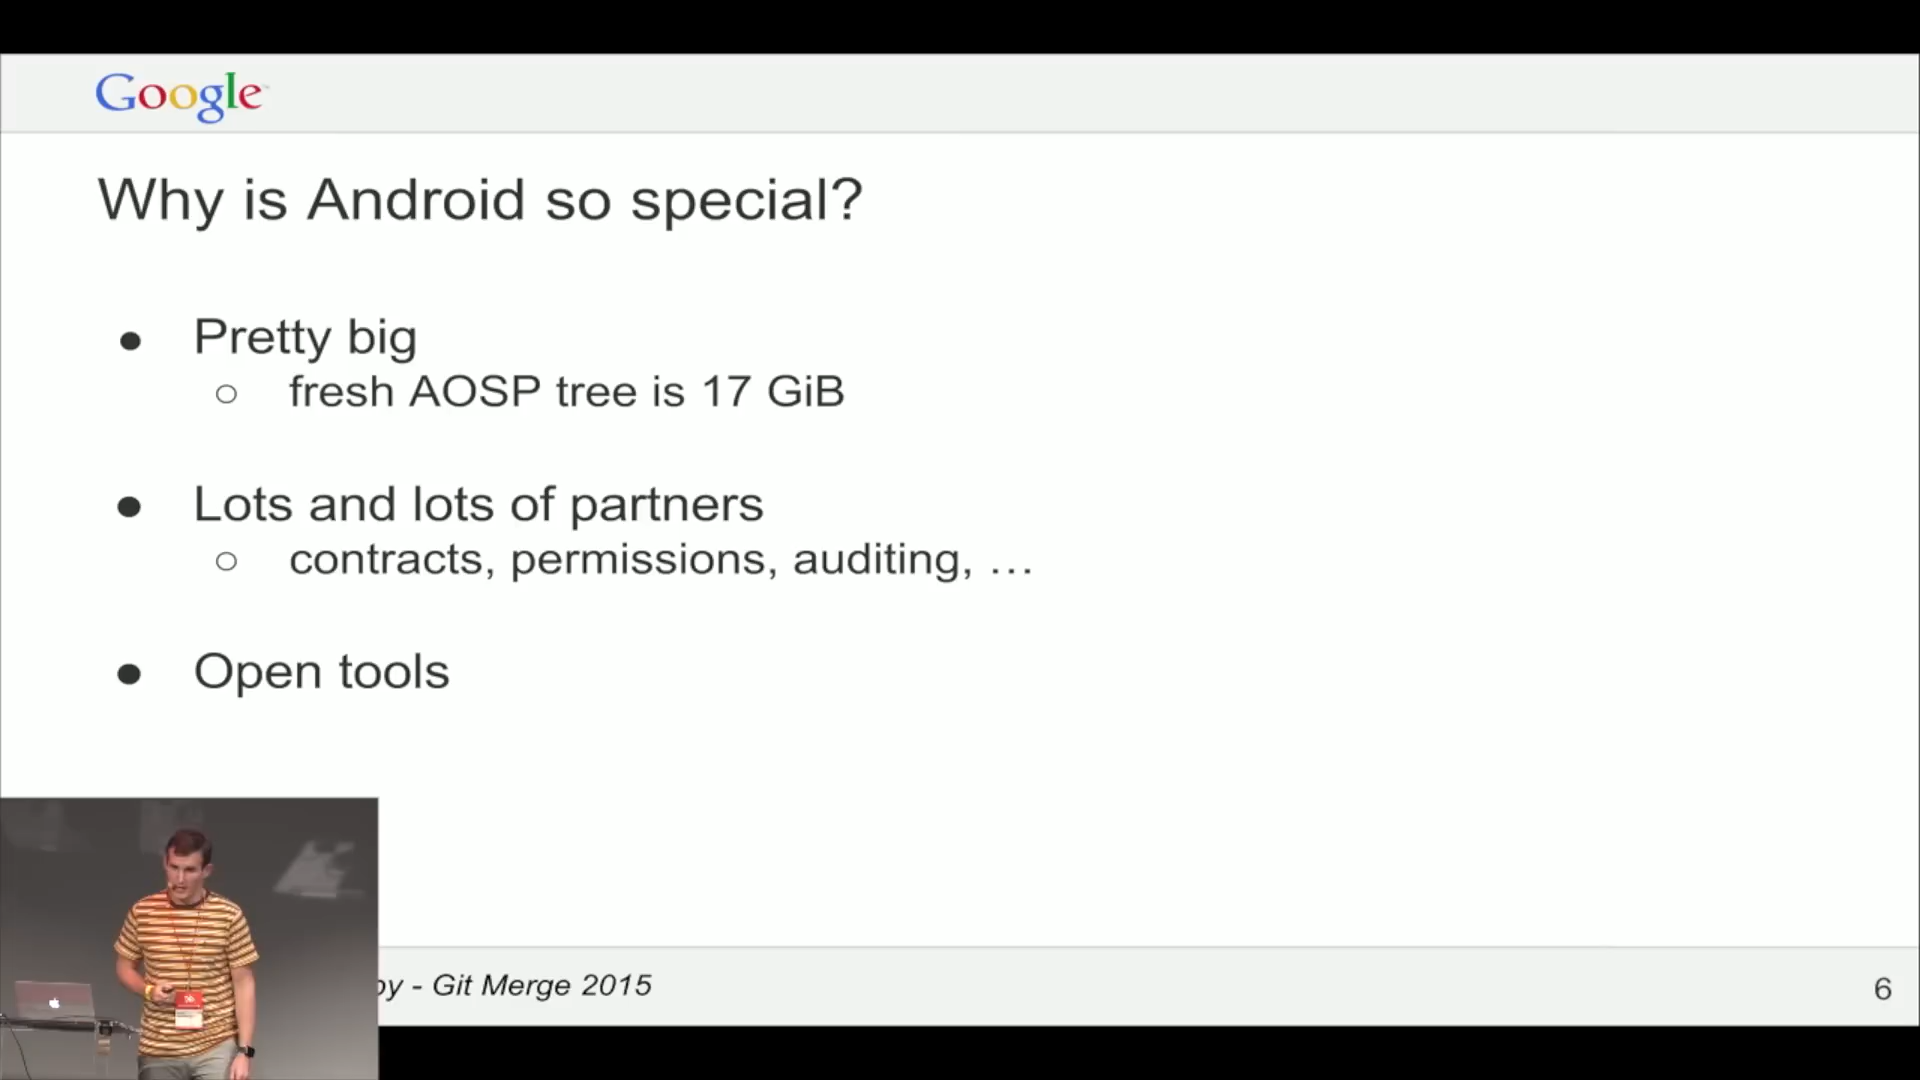 Google
Why is Android so special?
● Pretty big
○ fresh AOSP tree is 17 GiB
● Lots and lots of partners
○ contracts, permissions, auditing, …
● Open tools
by - Git Merge 2015
6